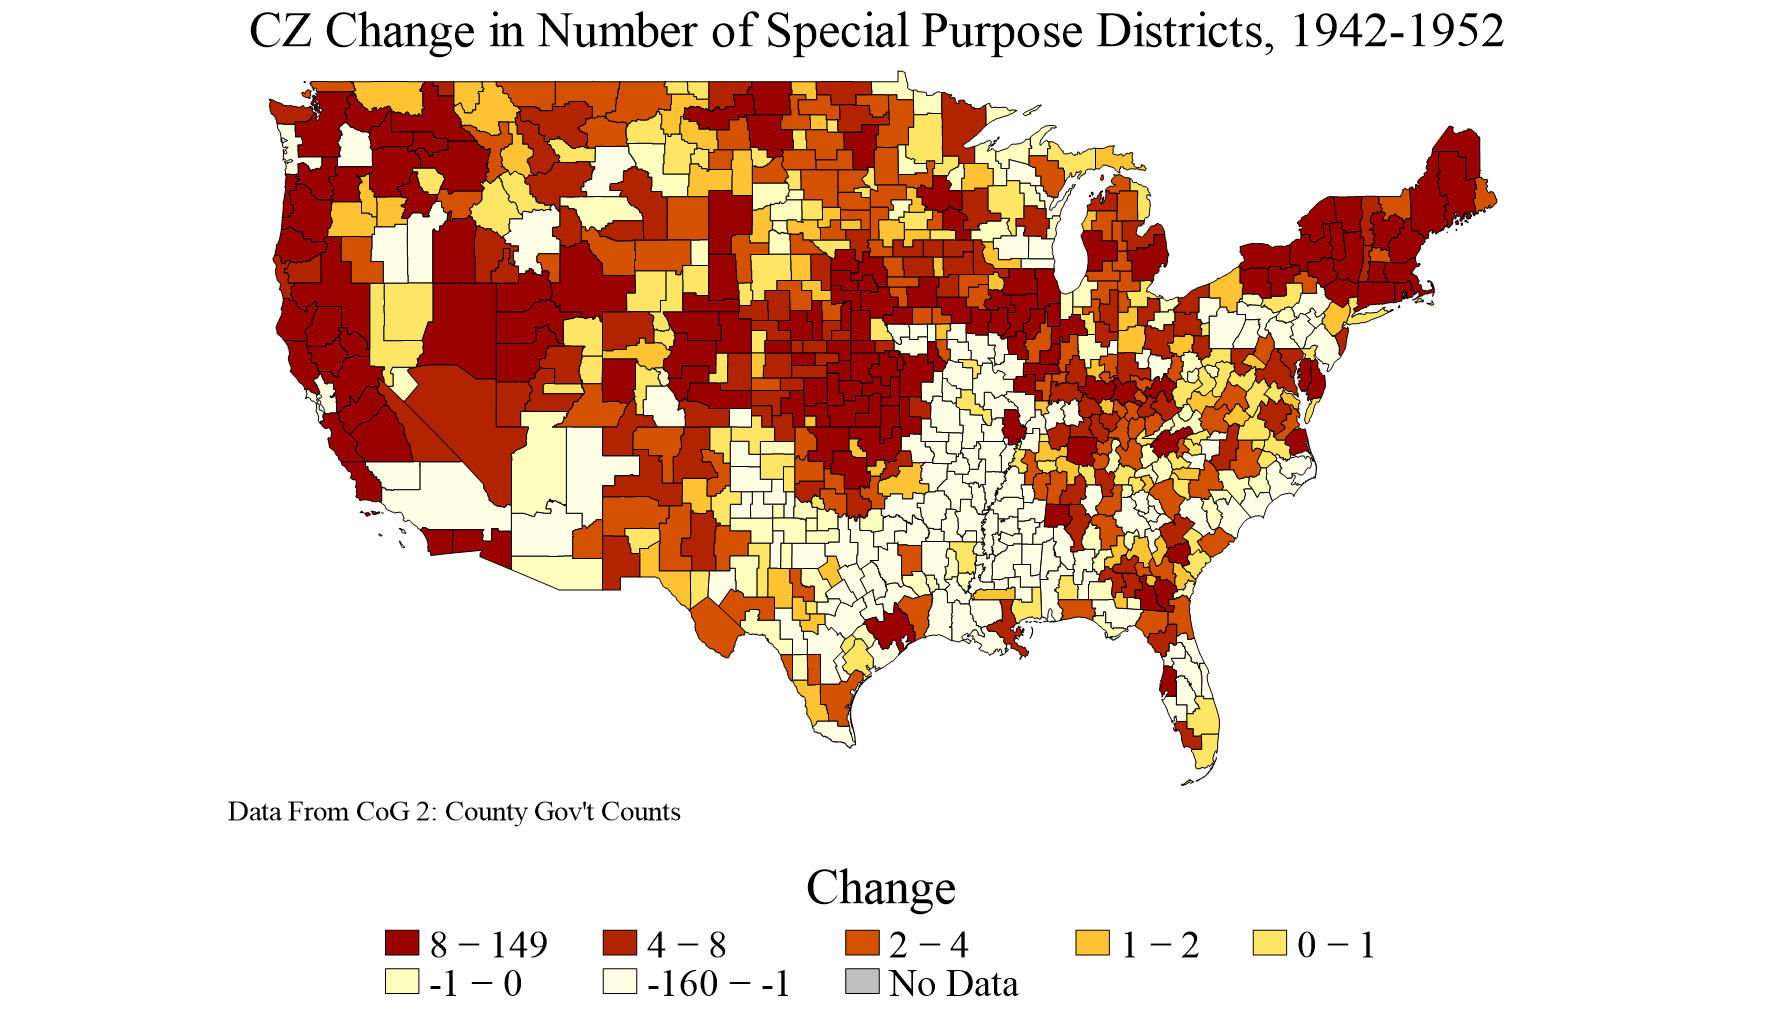 CZ Change in Number of Special Purpose Districts, 1942-1952
Data From CoG 2: County Gov't Counts
Change
8 − 149 4 − 8 2 − 4 1 − 2 0 − 1
-1 − 0 -160 − -1 No Data